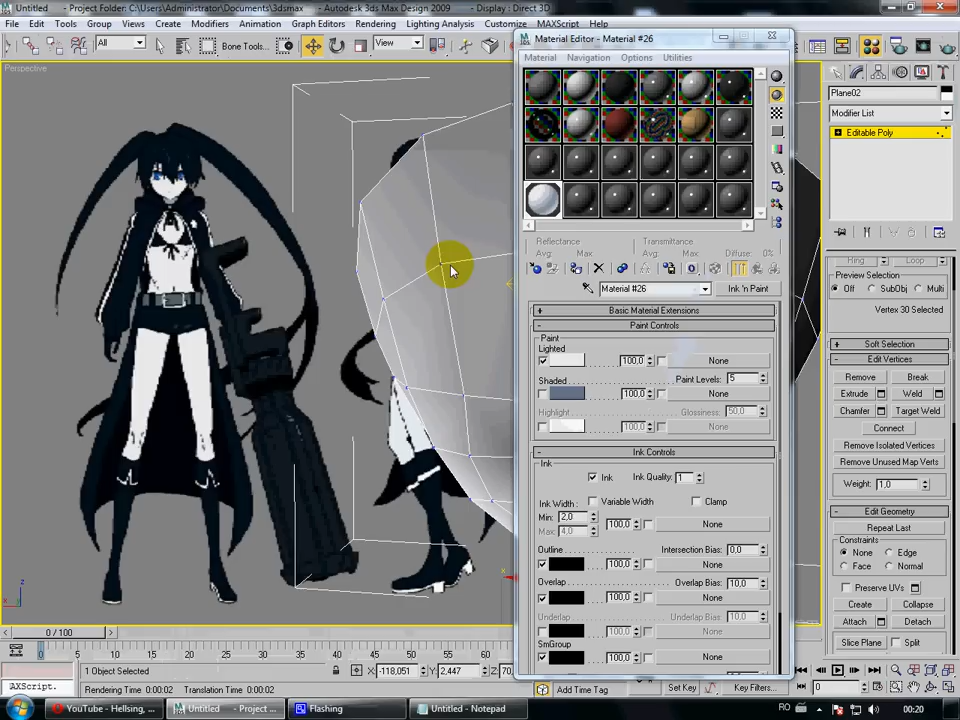 Untitled - Project Folder: C:\Users\Administrator\Documents\3dsmax - Autodesk 3ds Max Design 2009 - Display : Direct 3D
File Edit Tools Group Views Create Modifiers Animation Graph Editors Rendering Lighting Analysis Customize MAXScript Help
All Bone Tools... View
Perspective
Material Editor - Material #26
Material Navigation Options Utilities
Reflectance Transmittance
Avg: Max: Avg: Max: Diffuse: 0%
Material #26 Ink 'n Paint
+ Basic Material Extensions
- Paint Controls
Paint
Lighted
100,0 None
Shaded Paint Levels: 5
100,0 None
Highlight Glossiness: 50,0
100,0 None
- Ink Controls
Ink
Ink Ink Quality: 1
Ink Width: Variable Width Clamp
Min: 2,0 100,0 None
Max: 4,0
Outline Intersection Bias: 0,0
100,0 None
Overlap Overlap Bias: 10,0
100,0 None
Underlap Underlap Bias: 10,0
100,0 None
SmGroup
100,0 None
Plane02
Modifier List
Editable Poly
Ring Loop
Preview Selection
Off SubObj Multi
Vertex 30 Selected
+ Soft Selection
- Edit Vertices
Remove Break
Extrude Weld
Chamfer Target Weld
Connect
Remove Isolated Vertices
Remove Unused Map Verts
Weight: 1,0
- Edit Geometry
Repeat Last
Constraints
None Edge
Face Normal
Preserve UVs
Create Collapse
Attach Detach
Slice Plane Split
z
x
0 / 100
0 5 10 15 20 25 30 35 40 45 50 55 60 65
1 Object Selected X: -118,051 Y: 2,447 Z: 70,
AXScript. Rendering Time 0:00:02 Translation Time 0:00:02 Add Time Tag Set Key Key Filters... 0
YouTube - Hellsing, ... Untitled - Project ... Flashing Untitled - Notepad RO 00:20